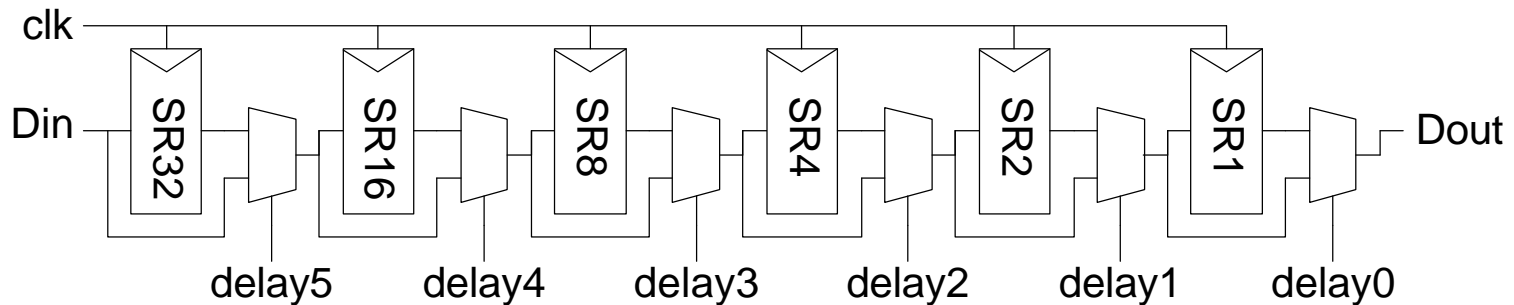 clk
Din
SR32
SR16
SR8
SR4
SR2
SR1
Dout
delay5
delay4
delay3
delay2
delay1
delay0